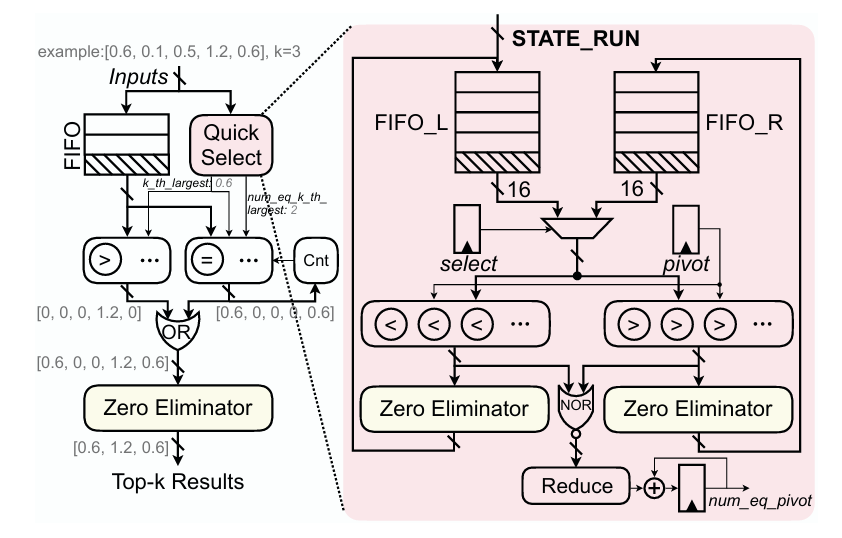 example:[0.6, 0.1, 0.5, 1.2, 0.6], k=3
Inputs
FIFO
Quick
Select
k_th_largest: 0.6
num_eq_k_th_
largest: 2
>
...
=
...
Cnt
[0, 0, 0, 1.2, 0]
[0.6, 0, 0, 0, 0.6]
OR
[0.6, 0, 0, 1.2, 0.6]
Zero Eliminator
[0.6, 1.2, 0.6]
Top-k Results
STATE_RUN
FIFO_L
FIFO_R
16
16
select
pivot
< < < ...
> > > ...
Zero Eliminator
NOR
Zero Eliminator
Reduce
+
num_eq_pivot